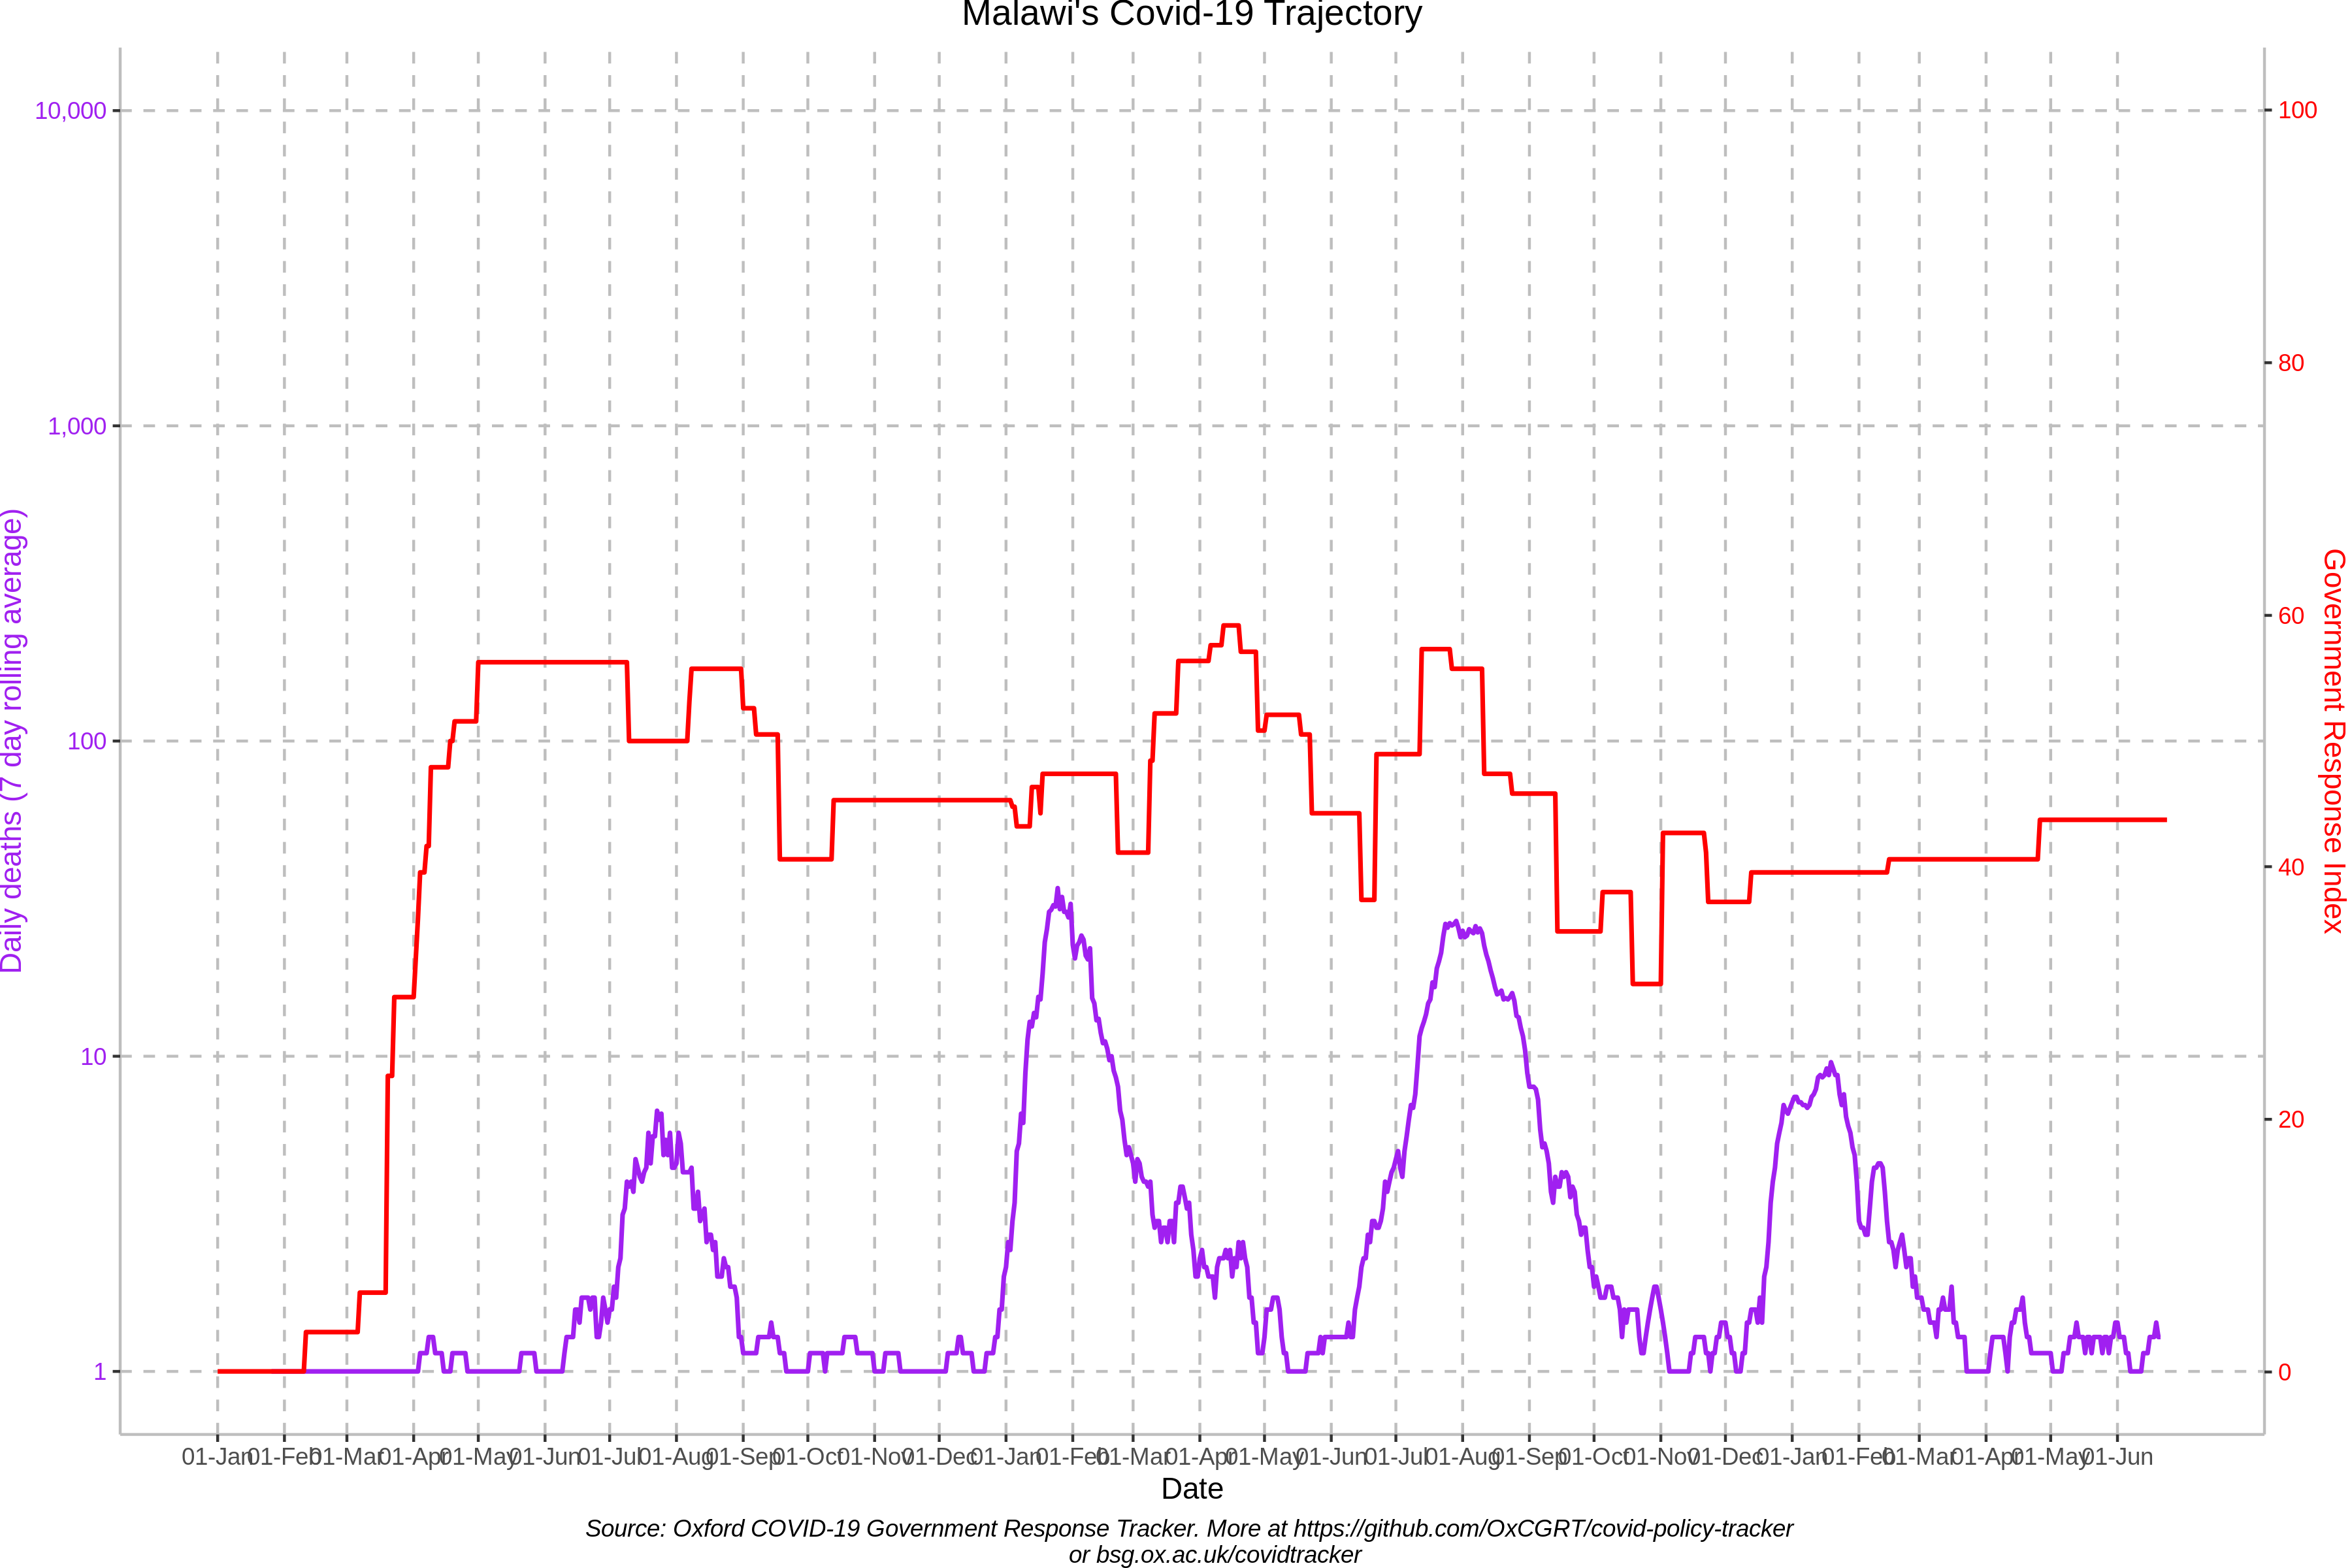 Malawi's Covid-19 Trajectory
10,000
1,000
100
10
1
Daily deaths (7 day rolling average)
100
80
60
40
20
0
Government Response Index
01-Jan 01-Feb 01-Mar 01-Apr 01-May 01-Jun 01-Jul 01-Aug 01-Sep 01-Oct 01-Nov 01-Dec 01-Jan 01-Feb 01-Mar 01-Apr 01-May 01-Jun 01-Jul 01-Aug 01-Sep 01-Oct 01-Nov 01-Dec 01-Jan 01-Feb 01-Mar 01-Apr 01-May 01-Jun
Date
Source: Oxford COVID-19 Government Response Tracker. More at https://github.com/OxCGRT/covid-policy-tracker
or bsg.ox.ac.uk/covidtracker